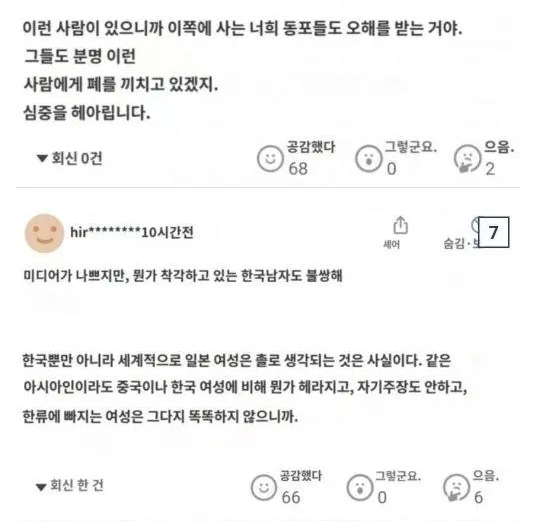 이런 사람이 있으니까 이쪽에 사는 너희 동포들도 오해를 받는 거야.
그들도 분명 이런
사람에게 폐를 끼치고 있겠지.
심중을 헤아립니다.
▼ 회신 0건 공감했다 68 그렇군요. 0 으음. 2
hir********10시간전 세어 숨김· 7
미디어가 나쁘지만, 뭔가 착각하고 있는 한국남자도 불쌍해
한국뿐만 아니라 세계적으로 일본 여성은 졸로 생각되는 것은 사실이다. 같은
아시아인이라도 중국이나 한국 여성에 비해 뭔가 헤라지고, 자기주장도 안하고,
한류에 빠지는 여성은 그다지 똑똑하지 않으니까.
▼ 회신 한 건 공감했다 66 그렇군요. 0 으음. 6